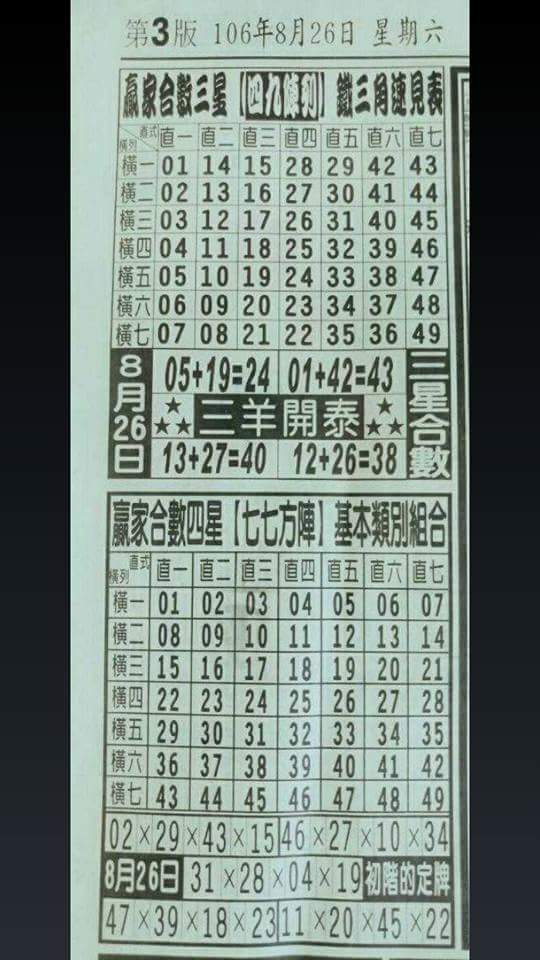 第3版 106年8月26日 星期六
贏家合數三星【四九陣列】鐵三角速見表
直式 橫列 直一 直二 直三 直四 直五 直六 直七
橫一 01 14 15 28 29 42 43
橫二 02 13 16 27 30 41 44
橫三 03 12 17 26 31 40 45
橫四 04 11 18 25 32 39 46
橫五 05 10 19 24 33 38 47
橫六 06 09 20 23 34 37 48
橫七 07 08 21 22 35 36 49
8月26日
05+19=24 01+42=43
★★★ 三羊開泰 ★★★
13+27=40 12+26=38
三星合數
贏家合數四星【七七方陣】基本類別組合
直式 橫列 直一 直二 直三 直四 直五 直六 直七
橫一 01 02 03 04 05 06 07
橫二 08 09 10 11 12 13 14
橫三 15 16 17 18 19 20 21
橫四 22 23 24 25 26 27 28
橫五 29 30 31 32 33 34 35
橫六 36 37 38 39 40 41 42
橫七 43 44 45 46 47 48 49
02×29×43×15 46×27×10×34
8月26日 31×28×04×19 初階的定牌
47×39×18×23 11×20×45×22